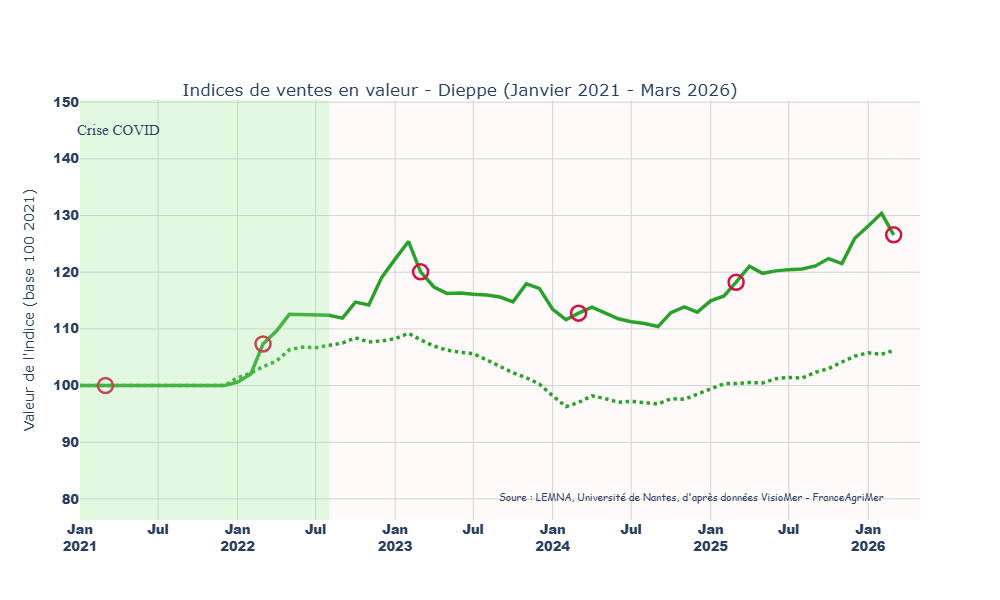 Indices de ventes en valeur - Dieppe (Janvier 2021 - Mars 2026)
Crise COVID
Valeur de l'indice (base 100 2021)
150
140
130
120
110
100
90
80
Soure : LEMNA, Université de Nantes, d'après données VisioMer - FranceAgriMer
Jan 2021
Jul
Jan 2022
Jul
Jan 2023
Jul
Jan 2024
Jul
Jan 2025
Jul
Jan 2026